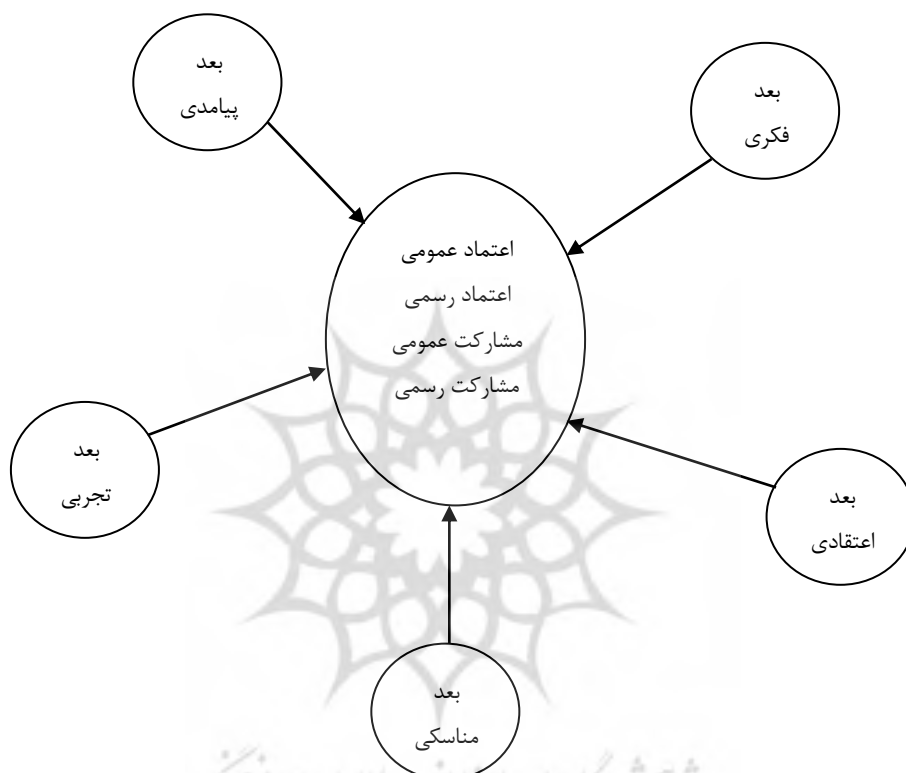 بعد
پیامدی
بعد
فکری
اعتماد عمومی
اعتماد رسمی
مشارکت عمومی
مشارکت رسمی
بعد
تجربی
بعد
اعتقادی
بعد
مناسکی